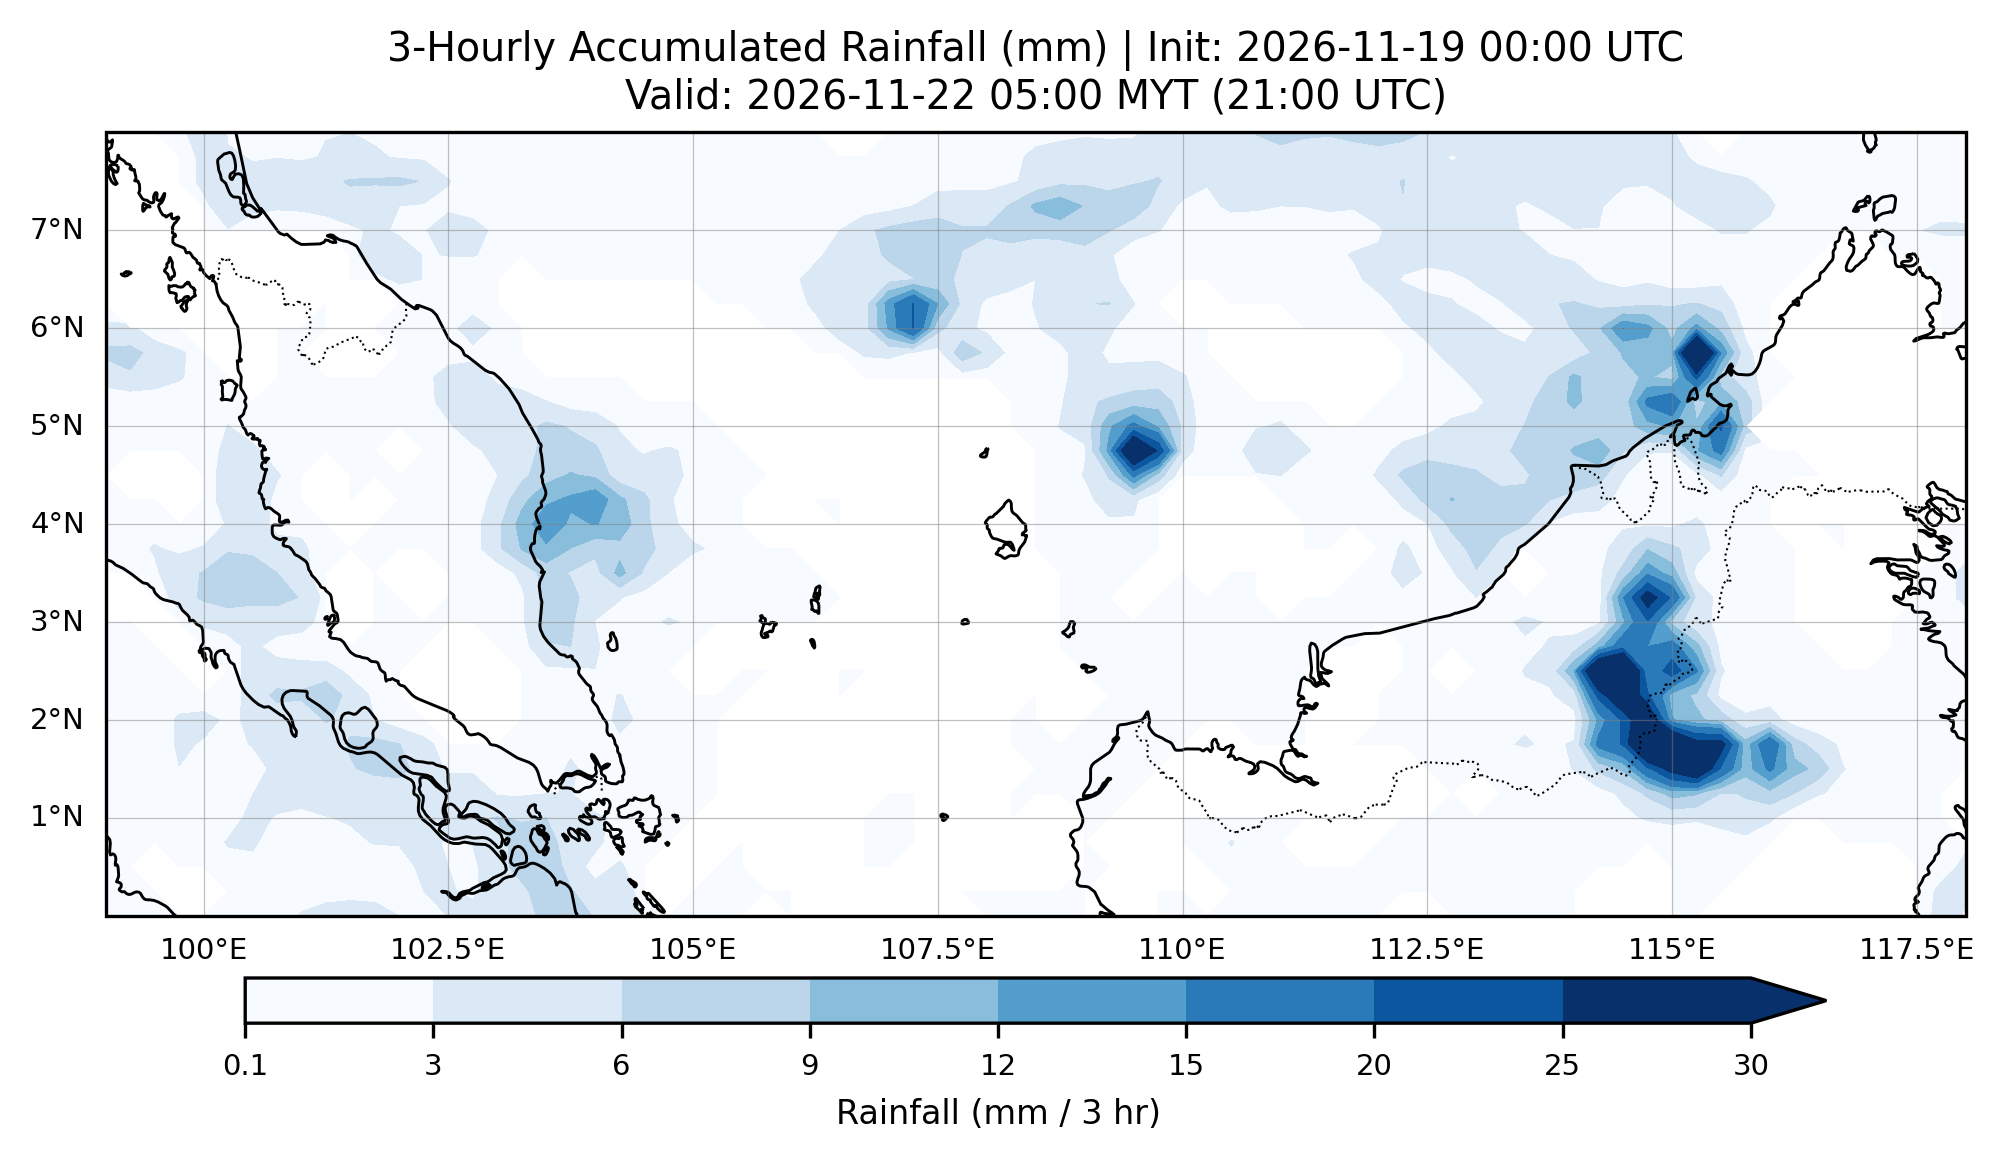 3-Hourly Accumulated Rainfall (mm) | Init: 2026-11-19 00:00 UTC
Valid: 2026-11-22 05:00 MYT (21:00 UTC)
7°N
6°N
5°N
4°N
3°N
2°N
1°N
100°E 102.5°E 105°E 107.5°E 110°E 112.5°E 115°E 117.5°E
0.1 3 6 9 12 15 20 25 30
Rainfall (mm / 3 hr)